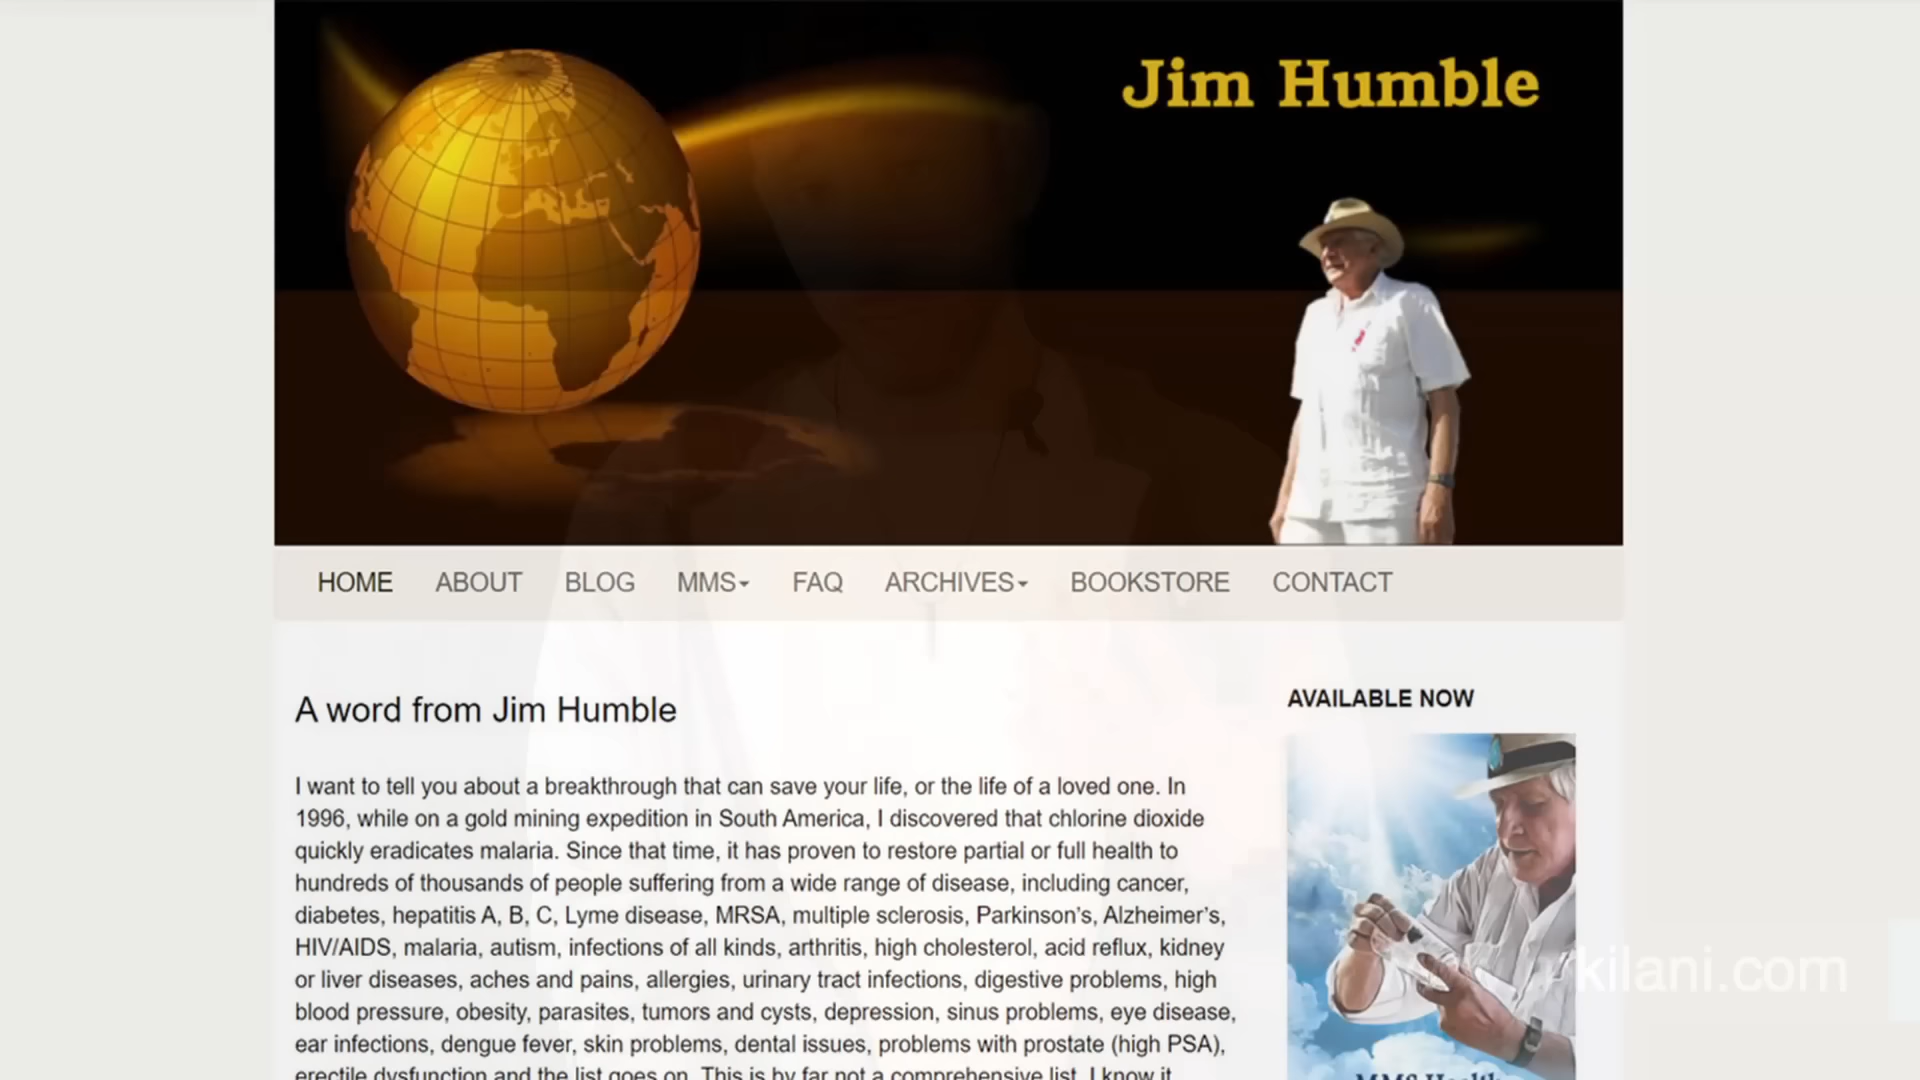 Jim Humble
HOME ABOUT BLOG MMS FAQ ARCHIVES BOOKSTORE CONTACT
A word from Jim Humble
I want to tell you about a breakthrough that can save your life, or the life of a loved one. In
1996, while on a gold mining expedition in South America, I discovered that chlorine dioxide
quickly eradicates malaria. Since that time, it has proven to restore partial or full health to
hundreds of thousands of people suffering from a wide range of disease, including cancer,
diabetes, hepatitis A, B, C, Lyme disease, MRSA, multiple sclerosis, Parkinson’s, Alzheimer’s,
HIV/AIDS, malaria, autism, infections of all kinds, arthritis, high cholesterol, acid reflux, kidney
or liver diseases, aches and pains, allergies, urinary tract infections, digestive problems, high
blood pressure, obesity, parasites, tumors and cysts, depression, sinus problems, eye disease,
ear infections, dengue fever, skin problems, dental issues, problems with prostate (high PSA),
erectile dysfunction and the list goes on. This is by far not a comprehensive list. I know it
AVAILABLE NOW
MMS Health
kilani.com